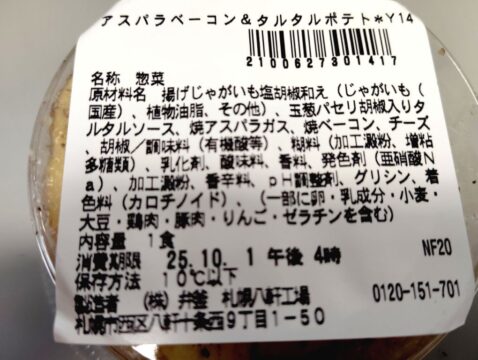 アスパラベーコン＆タルタルポテト＊Y14
2100627301417
名称 惣菜
原材料名 揚げじゃがいも塩胡椒和え（じゃがいも（
国産）、植物油脂、その他）、玉葱パセリ胡椒入りタ
ルタルソース、焼アスパラガス、焼ベーコン、チーズ
、胡椒／調味料（有機酸等）、糊料（加工澱粉、増粘
多糖類）、乳化剤、酸味料、香料、発色剤（亜硝酸N
a）、加工澱粉、香辛料、pH調整剤、グリシン、着
色料（カロチノイド）、（一部に卵・乳成分・小麦・
大豆・鶏肉・豚肉・りんご・ゼラチンを含む）
内容量 1食
消費期限 25.10. 1 午後 4時 NF20
保存方法 10℃以下
製造者 （株）井釜 札幌八軒工場 0120-151-701
札幌市西区八軒十条西9丁目1-50